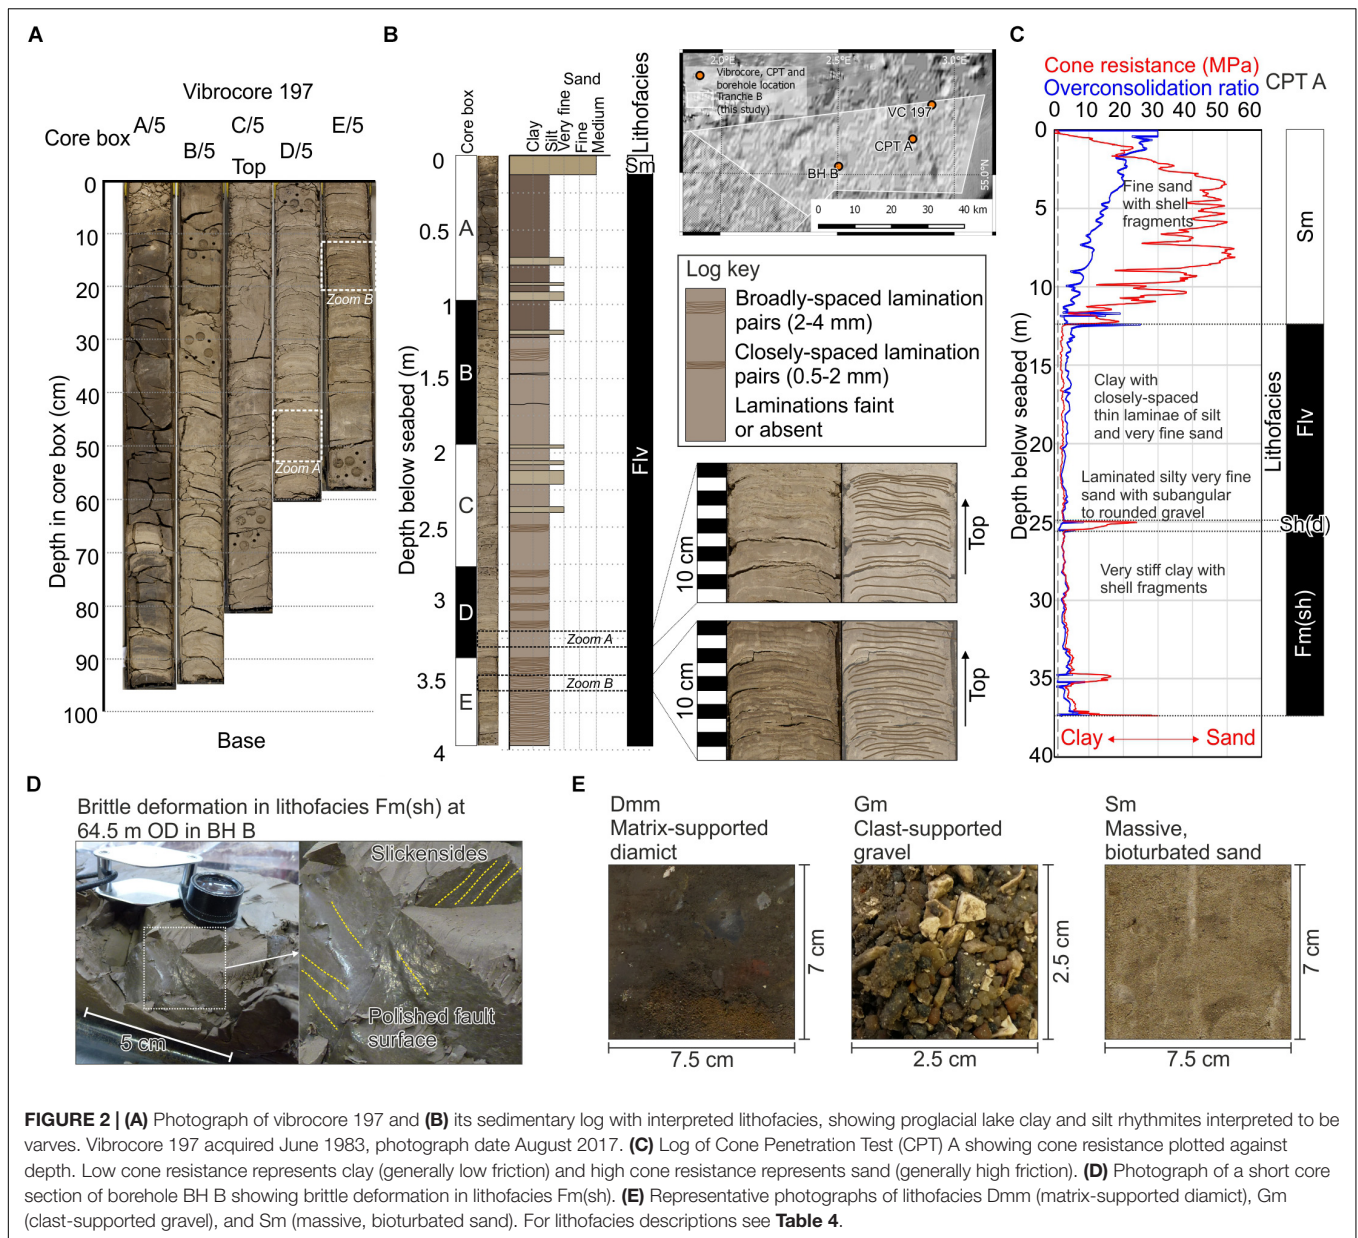 A
Vibrocore 197
Core box
A/5
B/5
C/5
D/5
E/5
Top
Depth in core box (cm)
0
10
20
30
40
50
60
70
80
90
100
Zoom B
Zoom A
Base
B
Core box
Clay
Silt
Very fine
Fine
Medium
Sand
Lithofacies
Depth below seabed (m)
0
0.5
1
1.5
2
2.5
3
3.5
4
A
B
C
D
E
Sm
Flv
Zoom A
Zoom B
2.0°E
2.5°E
3.0°E
55.0°N
Vibrocore, CPT and
borehole location
Tranche B
(this study)
VC 197
CPT A
BH B
0 10 20 30 40 km
Log key
Broadly-spaced lamination
pairs (2-4 mm)
Closely-spaced lamination
pairs (0.5-2 mm)
Laminations faint
or absent
10 cm
Top
10 cm
Top
C
Cone resistance (MPa)
Overconsolidation ratio
CPT A
0 10 20 30 40 50 60
Depth below seabed (m)
0
5
10
15
20
25
30
35
40
Fine sand
with shell
fragments
Clay with
closely-spaced
thin laminae of silt
and very fine sand
Laminated silty very fine
sand with subangular
to rounded gravel
Very stiff clay with
shell fragments
Clay
Sand
Lithofacies
Sm
Flv
Sh(d)
Fm(sh)
D
Brittle deformation in lithofacies Fm(sh) at
64.5 m OD in BH B
Slickensides
Polished fault
surface
5 cm
E
Dmm
Matrix-supported
diamict
7 cm
7.5 cm
Gm
Clast-supported
gravel
2.5 cm
2.5 cm
Sm
Massive,
bioturbated sand
7 cm
7.5 cm
FIGURE 2 | (A) Photograph of vibrocore 197 and (B) its sedimentary log with interpreted lithofacies, showing proglacial lake clay and silt rhythmites interpreted to be
varves. Vibrocore 197 acquired June 1983, photograph date August 2017. (C) Log of Cone Penetration Test (CPT) A showing cone resistance plotted against
depth. Low cone resistance represents clay (generally low friction) and high cone resistance represents sand (generally high friction). (D) Photograph of a short core
section of borehole BH B showing brittle deformation in lithofacies Fm(sh). (E) Representative photographs of lithofacies Dmm (matrix-supported diamict), Gm
(clast-supported gravel), and Sm (massive, bioturbated sand). For lithofacies descriptions see Table 4.